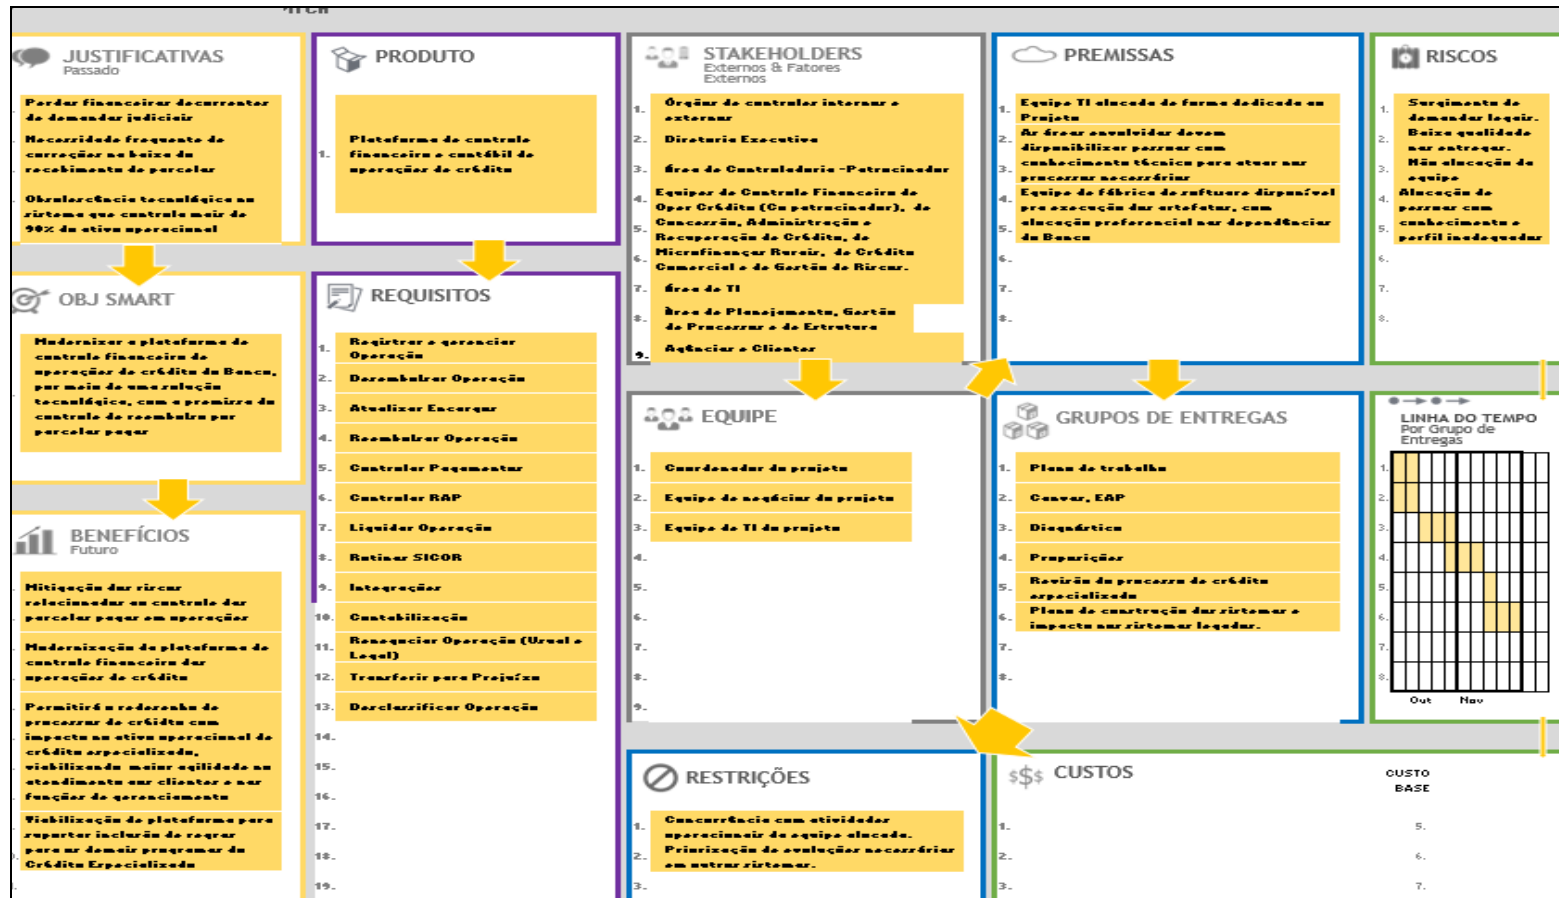 JUSTIFICATIVAS
Passado
Perdas financeiras decorrentes
de demandas judiciais
Necessidade frequente de
correções na baixa de
recebimento de parcelas
Obsolescência tecnológica no
sistema que controla mais de
90% do ativo operacional
OBJ SMART
Modernizar a plataforma de
controle financeiro de
operações de crédito do Banco,
por meio de uma solução
tecnológica, com a premissa do
controle do reembolso por
parcelas pagas
BENEFÍCIOS
Futuro
Mitigação dos riscos
relacionados ao controle das
parcelas pagas em operações
Modernização da plataforma de
controle financeiro das
operações de crédito
Permitirá o redesenho do
processo de crédito com
impacto no ativo operacional do
crédito especializado,
viabilizando maior agilidade no
atendimento aos clientes e nas
funções de gerenciamento
Viabilização da plataforma para
suportar inclusão de regras
para os demais programas do
Crédito Especializado
PRODUTO
1. Plataforma de controle
financeiro e contábil de
operações de crédito
REQUISITOS
1. Registrar e gerenciar
Operação
2. Desembolsar Operação
3. Atualizar Encargos
4. Reembolsar Operação
5. Controlar Pagamentos
6. Controlar RAP
7. Liquidar Operação
8. Rotinas SICOR
9. Integrações
10. Contabilização
11. Renegociar Operação (Usual e
Legal)
12. Transferir para Prejuízo
13. Desclassificar Operação
14.
15.
16.
17.
18.
19.
STAKEHOLDERS
Externos & Fatores
Externos
1. Órgãos de controles internos e
externos
2. Diretoria Executiva
3. Área de Controladoria -Patrocinador
4. Equipes de Controle Financeiro de
Oper Crédito (Co patrocinador), de
5. Concessão, Administração e
Recuperação de Crédito, de
Microfinanças Rurais, de Crédito
6. Comercial e de Gestão de Riscos.
7. Área de TI
8. Área de Planejamento, Gestão
de Processos e de Estrutura
9. Agências e Clientes
EQUIPE
1. Coordenador do projeto
2. Equipe de negócios do projeto
3. Equipe de TI do projeto
4.
5.
6.
7.
8.
9.
RESTRIÇÕES
1. Concorrência com atividades
operacionais da equipe alocada.
2. Priorização de evoluções necessárias
em outros sistemas.
3.
PREMISSAS
1. Equipe TI alocada de forma dedicada ao
Projeto
2. As áreas envolvidas devem
disponibilizar pessoas com
3. conhecimento técnico para atuar nos
processos necessários
4. Equipe de fábrica de software disponível
pra execução dos artefatos, com
5. alocação preferencial nas dependências
do Banco
6.
7.
8.
GRUPOS DE ENTREGAS
1. Plano de trabalho
2. Canvas, EAP
3. Diagnóstico
4. Proposições
5. Revisão do processo de crédito
especializado
6. Plano de construção dos sistemas e
impacto nos sistemas legados.
7.
8.
RISCOS
1. Surgimento de
demandas legais.
2. Baixa qualidade
nas entregas.
3. Não alocação da
equipe
4. Alocação de
pessoas com
5. conhecimento e
perfil inadequados
6.
7.
8.
LINHA DO TEMPO
Por Grupo de
Entregas
1.
2.
3.
4.
5.
6.
7.
8.
Out Nov
CUSTOS
CUSTO
BASE
1. 5.
2. 6.
3. 7.